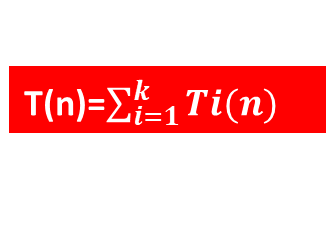 T(n)=∑_{i=1}^{k} Ti(n)